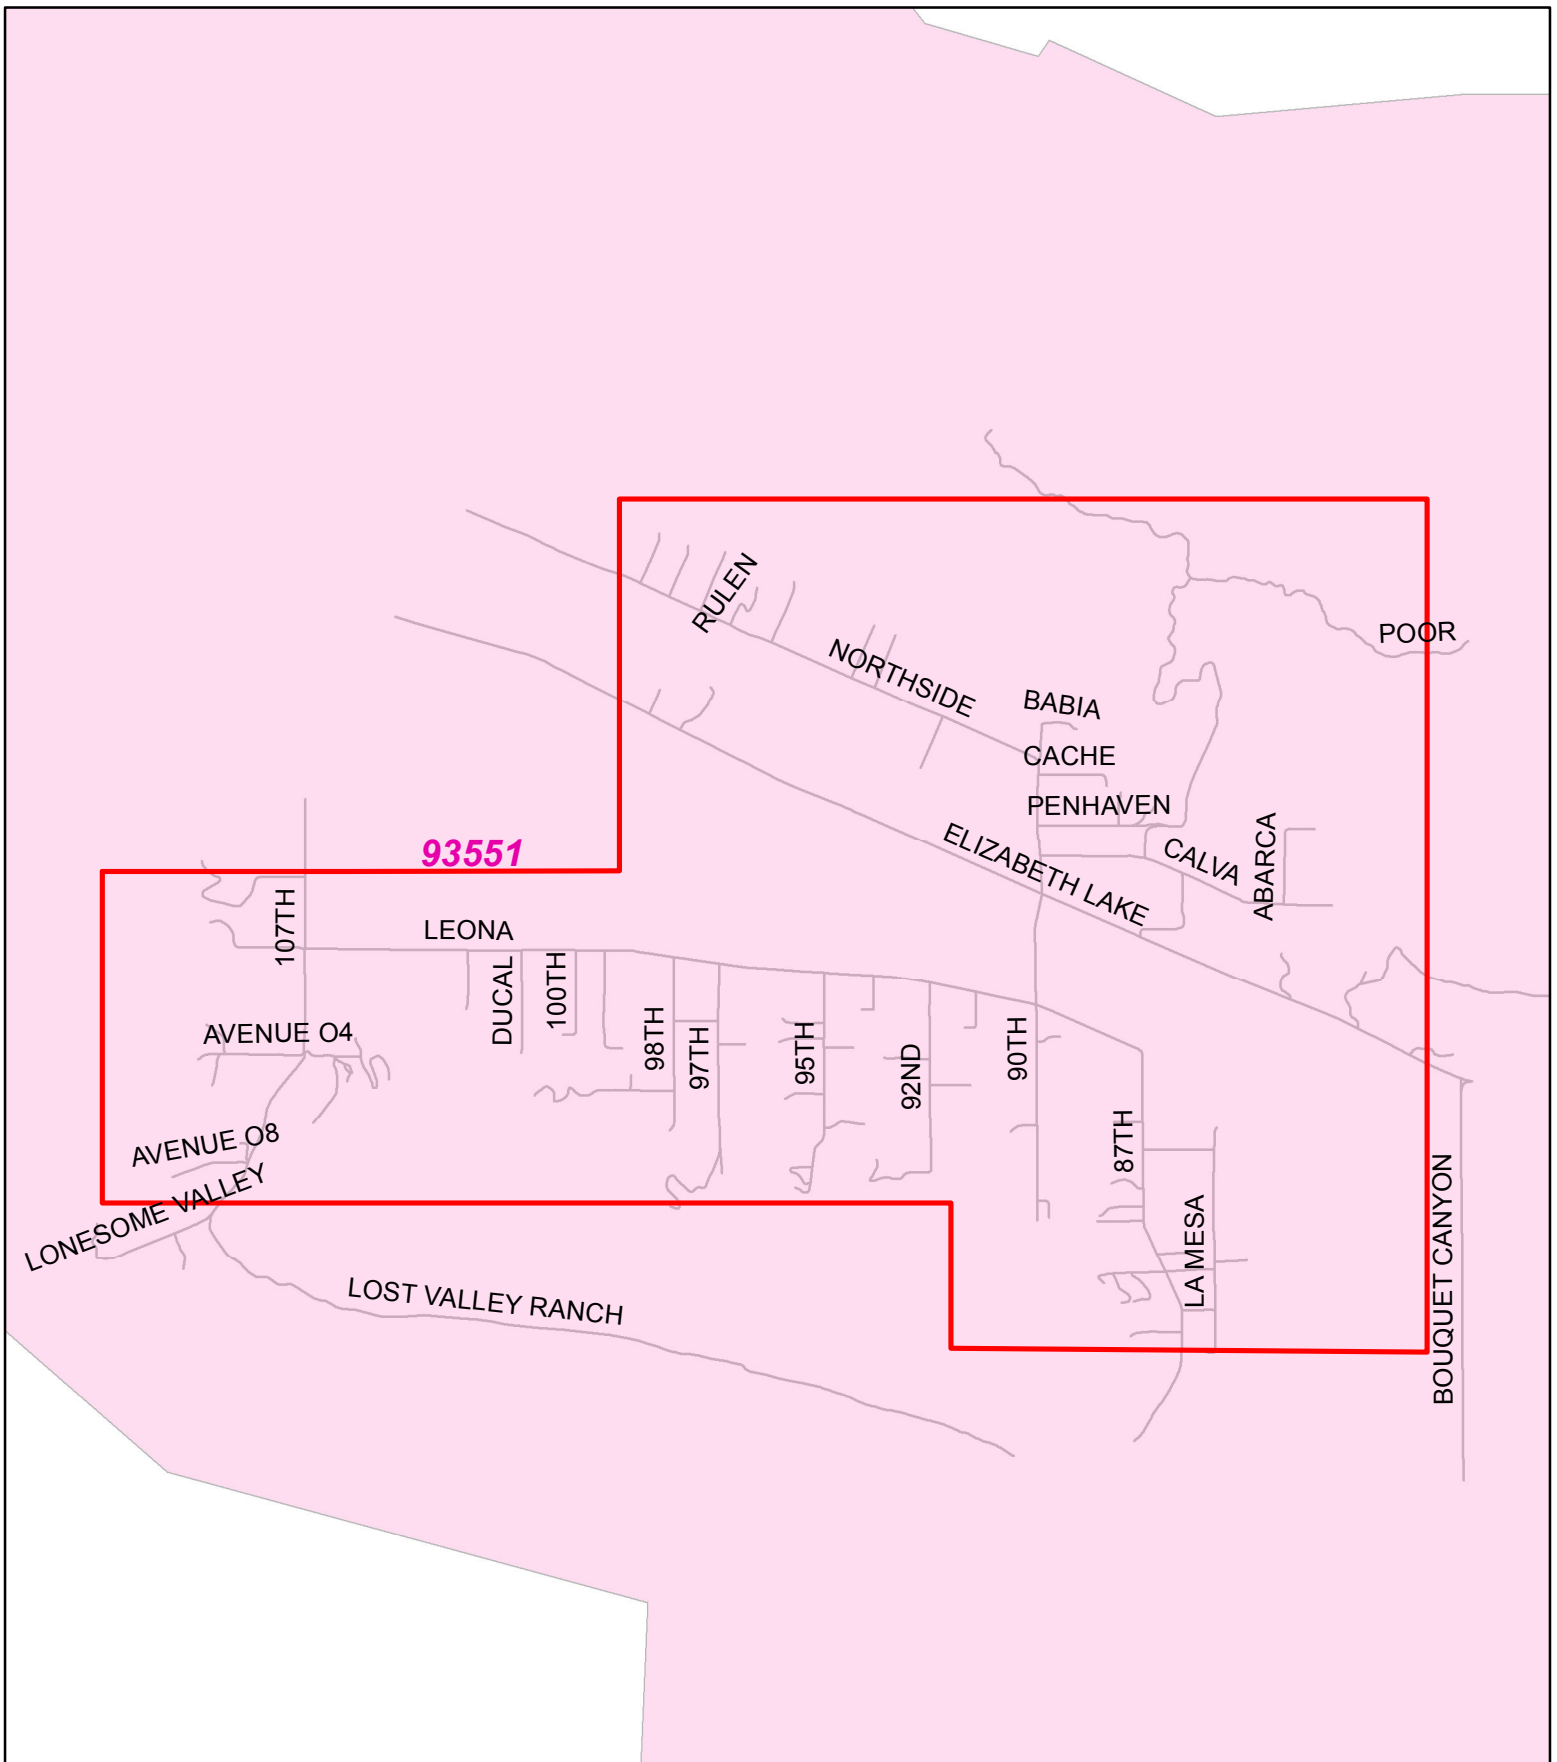 RULEN
POOR
NORTHSIDE
BABIA
CACHE
PENHAVEN
93551
ELIZABETH LAKE
CALVA
ABARCA
107TH
LEONA
DUCAL
100TH
AVENUE O4
98TH
97TH
95TH
92ND
90TH
87TH
AVENUE O8
LONESOME VALLEY
LA MESA
BOUQUET CANYON
LOST VALLEY RANCH